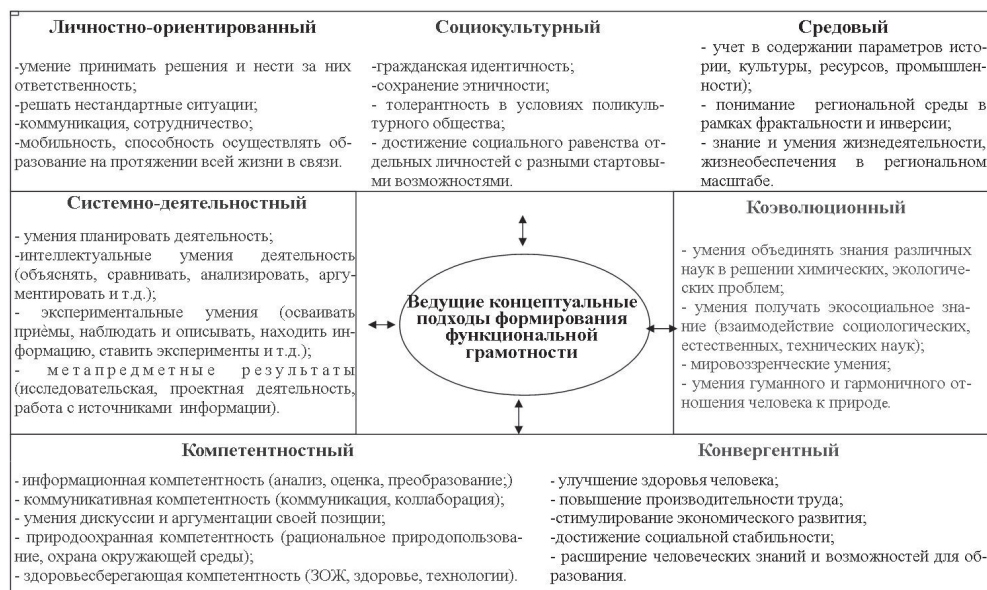 Личностно-ориентированный
-умение принимать решения и нести за них
ответственность;
-решать нестандартные ситуации;
-коммуникация, сотрудничество;
-мобильность, способность осуществлять об-
разование на протяжении всей жизни в связи.
Социокультурный
-гражданская идентичность;
-сохранение этничности;
- толерантность в условиях поликуль-
турного общества;
- достижение социального равенства от-
дельных личностей с разными стартовы-
ми возможностями.
Средовый
- учет в содержании параметров исто-
рии, культуры, ресурсов, промышлен-
ности);
- понимание региональной среды в
рамках фрактальности и инверсии;
- знание и умения жизнедеятельности,
жизнеобеспечения в региональном
масштабе.
Системно-деятельностный
- умения планировать деятельность;
-интеллектуальные умения деятельность
(объяснять, сравнивать, анализировать, аргу-
ментировать и т.д.);
- экспериментальные умения (осваивать
приёмы, наблюдать и описывать, находить ин-
формацию, ставить эксперименты и т.д.);
- метапредметные результаты
(исследовательская, проектная деятельность,
работа с источниками информации).
Ведущие концептуальные
подходы формирования
функциональной
грамотности
Коэволюционный
- умения объединять знания различных
наук в решении химических, экологичес-
ких проблем;
- умения получать экосоциальное зна-
ние (взаимодействие социологических,
естественных, технических наук);
- мировоззренческие умения;
- умения гуманного и гармоничного от-
ношения человека к природе.
Компетентностный
- информационная компетентность (анализ, оценка, преобразование;)
- коммуникативная компетентность (коммуникация, коллаборация);
- умения дискуссии и аргументации своей позиции;
- природоохранная компетентность (рациональное природопользова-
ние, охрана окружающей среды);
- здоровьесберегающая компетентность (ЗОЖ, здоровье, технологии).
Конвергентный
- улучшение здоровья человека;
- повышение производительности труда;
-стимулирование экономического развития;
-достижение социальной стабильности;
- расширение человеческих знаний и возможностей для об-
разования.